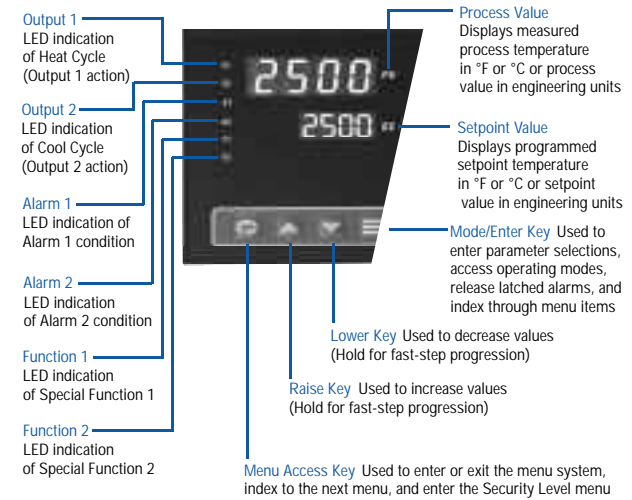 Output 1
LED indication
of Heat Cycle
(Output 1 action)
Output 2
LED indication
of Cool Cycle
(Output 2 action)
Alarm 1
LED indication of
Alarm 1 condition
Alarm 2
LED indication
of Alarm 2 condition
Function 1
LED indication
of Special Function 1
Function 2
LED indication
of Special Function 2
2500
2500
Process Value
Displays measured
process temperature
in °F or °C or process
value in engineering units
Setpoint Value
Displays programmed
setpoint temperature
in °F or °C or setpoint
value in engineering units
Mode/Enter Key Used to
enter parameter selections,
access operating modes,
release latched alarms, and
index through menu items
Lower Key Used to decrease values
(Hold for fast-step progression)
Raise Key Used to increase values
(Hold for fast-step progression)
Menu Access Key Used to enter or exit the menu system,
index to the next menu, and enter the Security Level menu